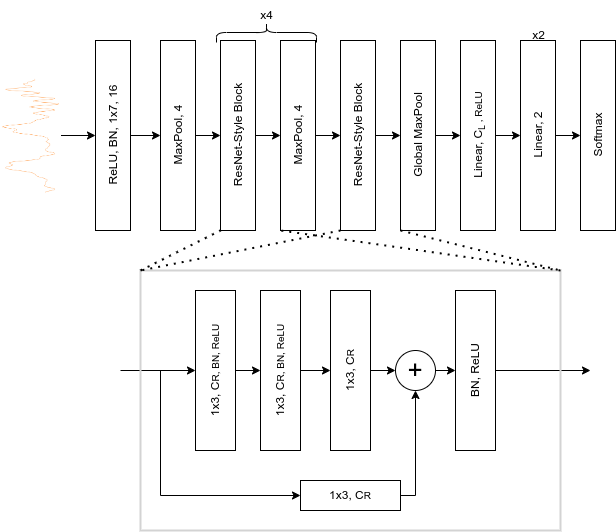 x4
x2
ReLU, BN, 1x7, 16
MaxPool, 4
ResNet-Style Block
MaxPool, 4
ResNet-Style Block
Global MaxPool
Linear, CL , ReLU
Linear, 2
Softmax
1x3, CR, BN, ReLU
1x3, CR, BN, ReLU
1x3, CR
+
BN, ReLU
1x3, CR